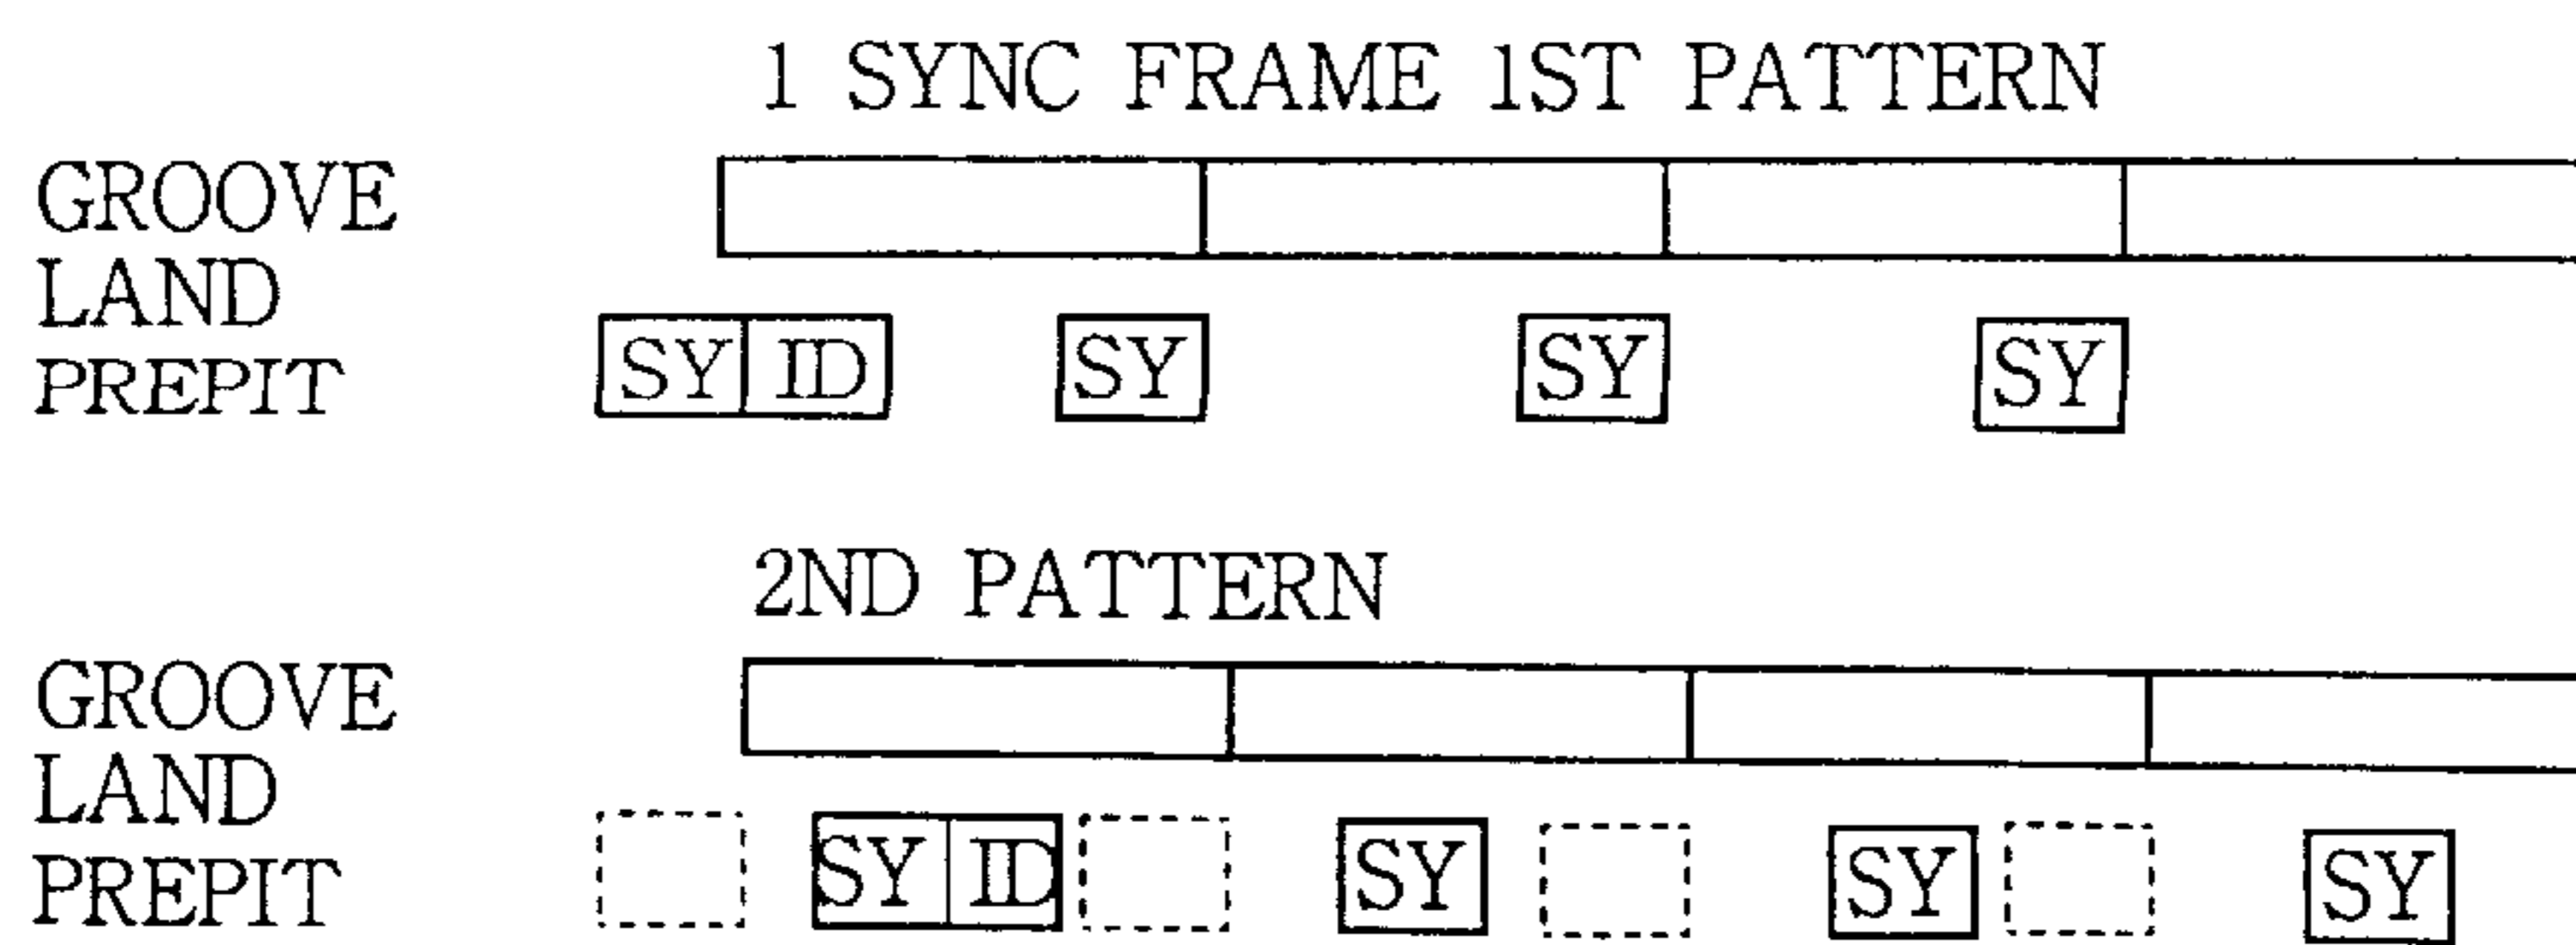 1 SYNC FRAME 1ST PATTERN
GROOVE
LAND
PREPIT
SY ID SY SY SY
2ND PATTERN
GROOVE
LAND
PREPIT
SY ID SY SY SY